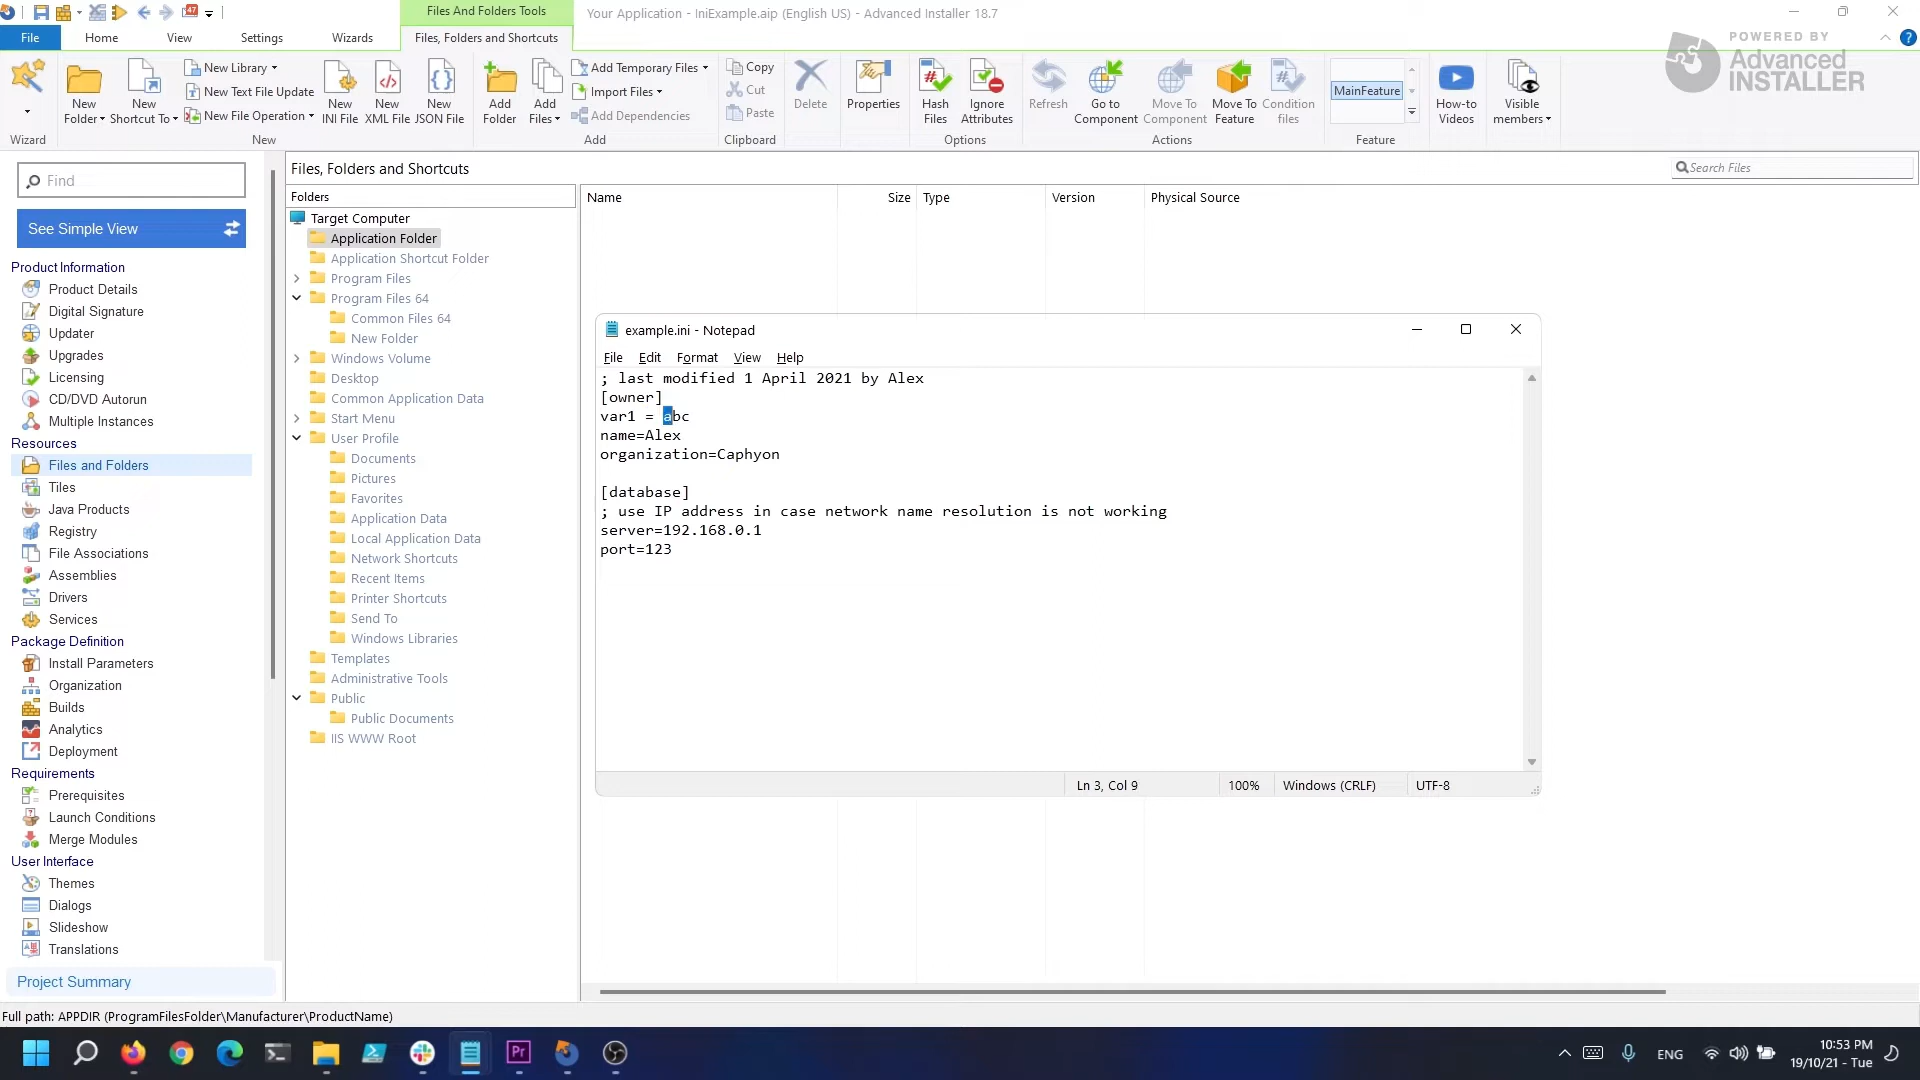 Files And Folders Tools
Your Application - IniExample.aip (English US) - Advanced Installer 18.7
File Home View Settings Wizards Files, Folders and Shortcuts
POWERED BY
Advanced
INSTALLER
New Folder
New Shortcut To
New Library
New Text File Update
New File Operation
New INI File
New XML File
New JSON File
Add Folder
Add Files
Add Temporary Files
Import Files
Add Dependencies
Copy
Cut
Paste
Delete
Properties
Hash Files
Ignore Attributes
Refresh
Go to Component
Move To Component
Move To Feature
Condition files
MainFeature
How-to Videos
Visible members
Wizard New Add Clipboard Options Actions Feature
Find
See Simple View
Product Information
Product Details
Digital Signature
Updater
Upgrades
Licensing
CD/DVD Autorun
Multiple Instances
Resources
Files and Folders
Tiles
Java Products
Registry
File Associations
Assemblies
Drivers
Services
Package Definition
Install Parameters
Organization
Builds
Analytics
Deployment
Requirements
Prerequisites
Launch Conditions
Merge Modules
User Interface
Themes
Dialogs
Slideshow
Translations
Project Summary
Files, Folders and Shortcuts
Search Files
Folders
Target Computer
Application Folder
Application Shortcut Folder
Program Files
Program Files 64
Common Files 64
New Folder
Windows Volume
Desktop
Common Application Data
Start Menu
User Profile
Documents
Pictures
Favorites
Application Data
Local Application Data
Network Shortcuts
Recent Items
Printer Shortcuts
Send To
Windows Libraries
Templates
Administrative Tools
Public
Public Documents
IIS WWW Root
Name Size Type Version Physical Source
example.ini - Notepad
File Edit Format View Help
; last modified 1 April 2021 by Alex
[owner]
var1 = abc
name=Alex
organization=Caphyon
[database]
; use IP address in case network name resolution is not working
server=192.168.0.1
port=123
Ln 3, Col 9 100% Windows (CRLF) UTF-8
Full path: APPDIR (ProgramFilesFolder\Manufacturer\ProductName)
Pr
ENG
10:53 PM
19/10/21 - Tue